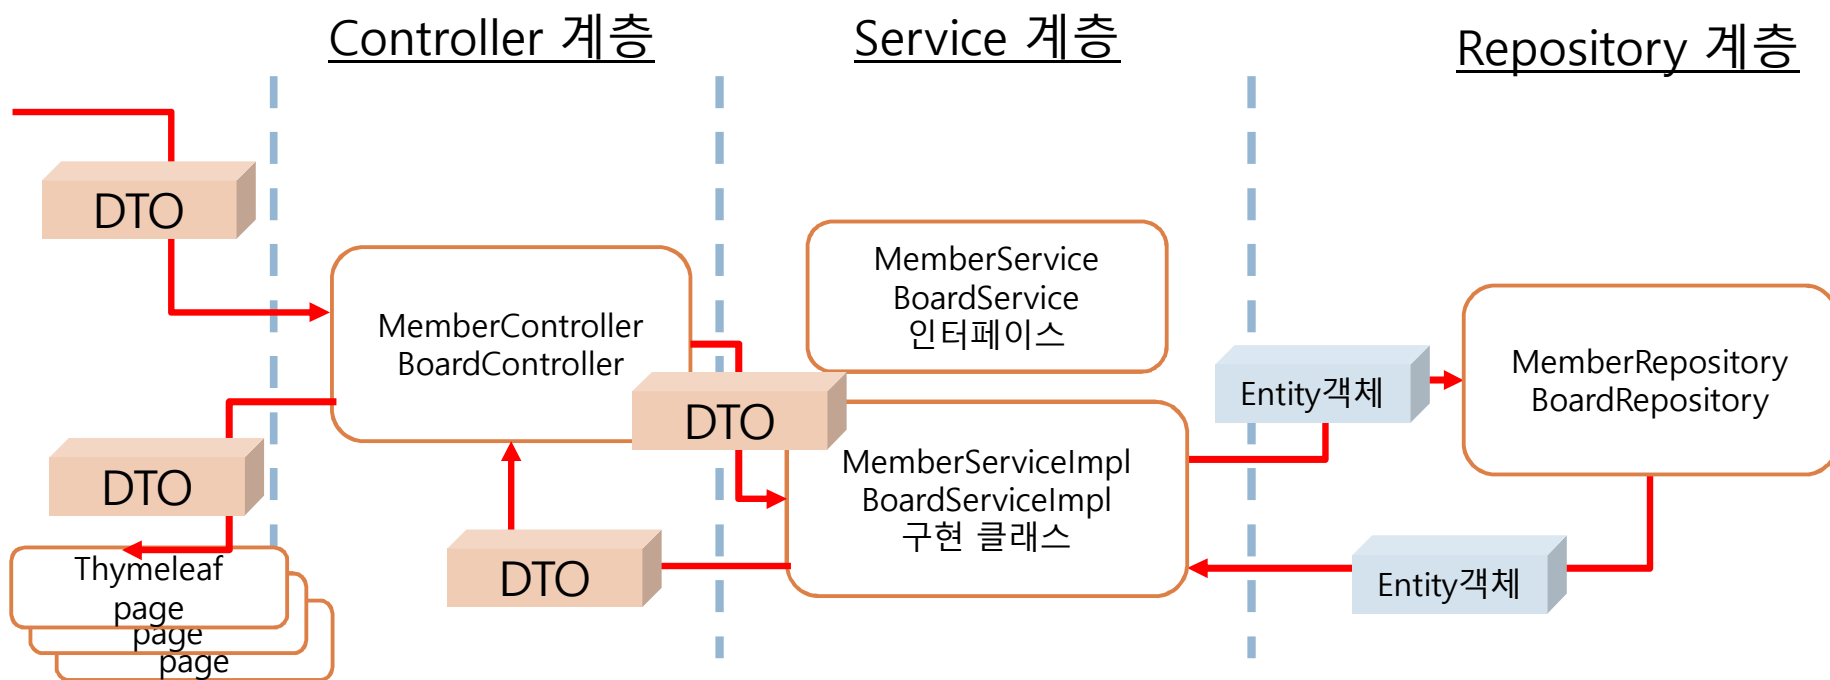 Controller 계층
Service 계층
Repository 계층
DTO
MemberController
BoardController
DTO
Thymeleaf
page
page
page
DTO
DTO
MemberService
BoardService
인터페이스
MemberServiceImpl
BoardServiceImpl
구현 클래스
Entity객체
Entity객체
MemberRepository
BoardRepository